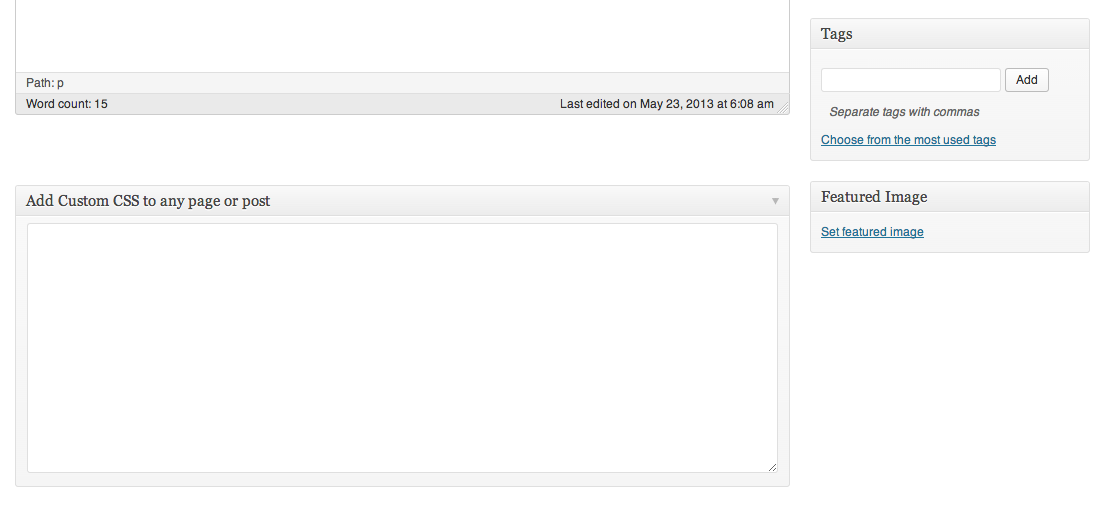 Path: p
Word count: 15
Last edited on May 23, 2013 at 6:08 am
Add Custom CSS to any page or post
Tags
Add
Separate tags with commas
Choose from the most used tags
Featured Image
Set featured image